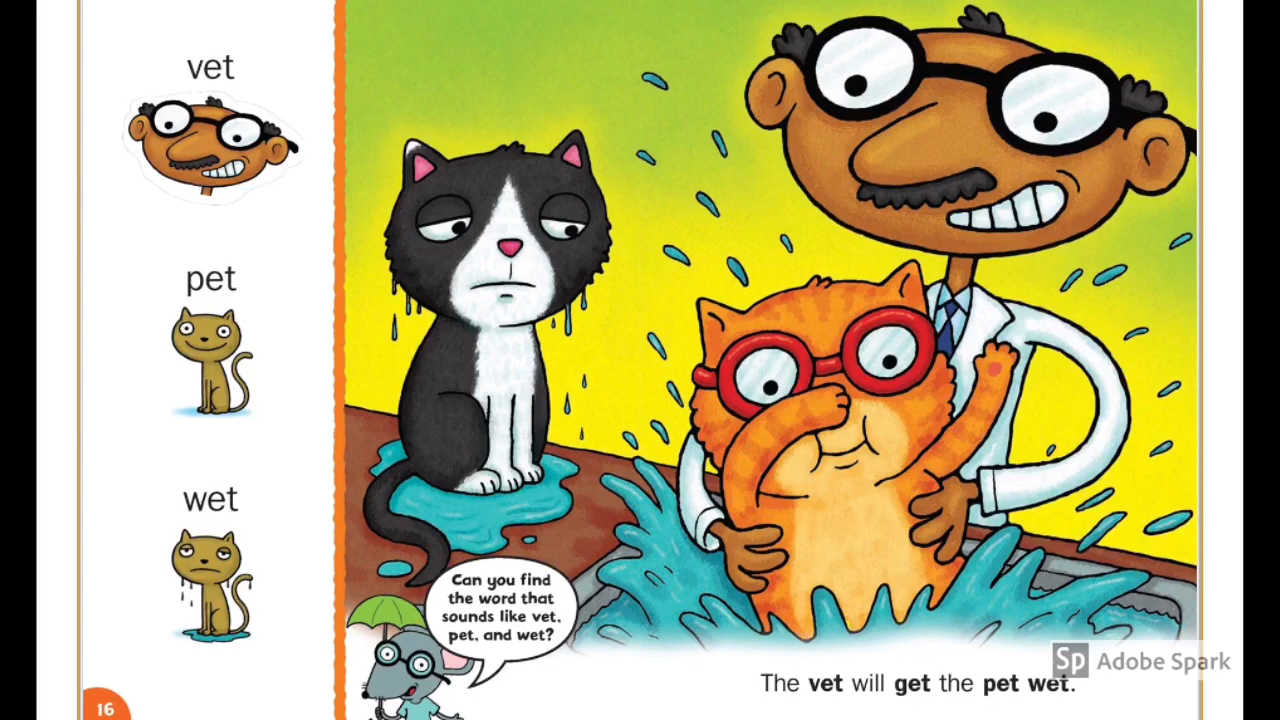 vet
pet
wet
Can you find
the word that
sounds like vet,
pet, and wet?
The vet will get the pet wet.
16
Sp Adobe Spark